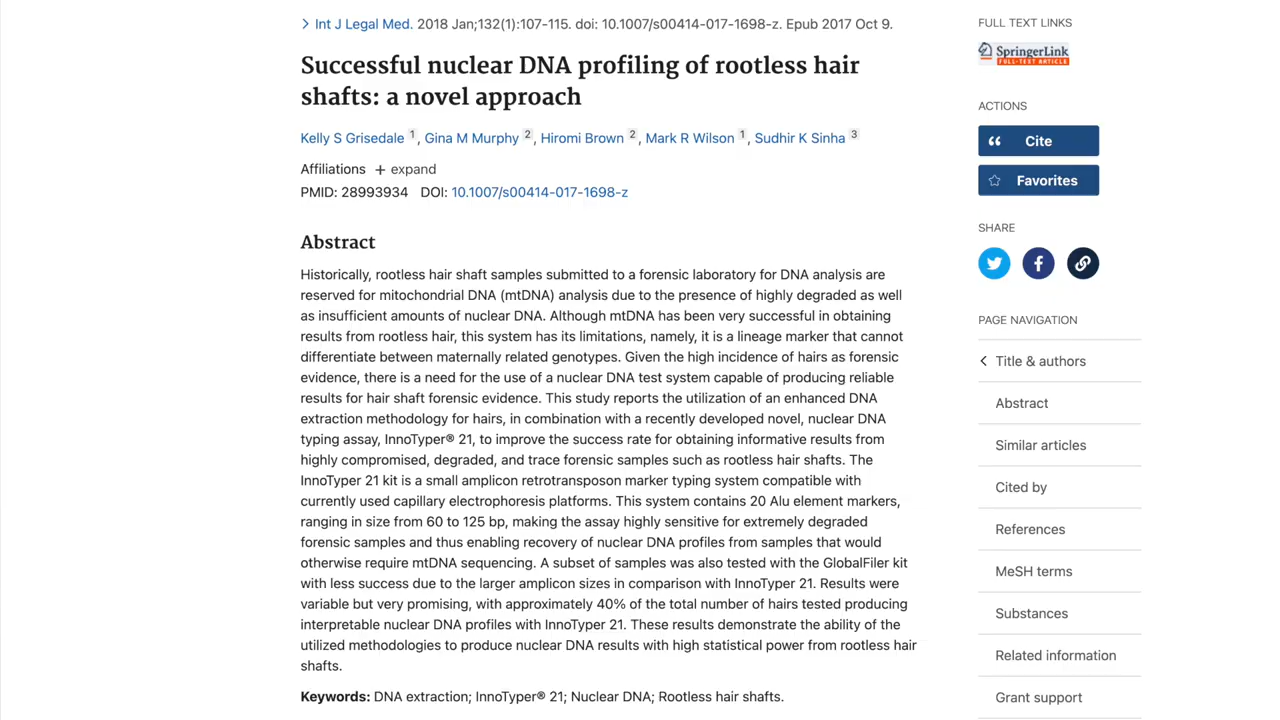 Int J Legal Med. 2018 Jan;132(1):107-115. doi: 10.1007/s00414-017-1698-z. Epub 2017 Oct 9.
Successful nuclear DNA profiling of rootless hair
shafts: a novel approach
Kelly S Grisedale 1, Gina M Murphy 2, Hiromi Brown 2, Mark R Wilson 1, Sudhir K Sinha 3
Affiliations + expand
PMID: 28993934 DOI: 10.1007/s00414-017-1698-z
Abstract
Historically, rootless hair shaft samples submitted to a forensic laboratory for DNA analysis are
reserved for mitochondrial DNA (mtDNA) analysis due to the presence of highly degraded as well
as insufficient amounts of nuclear DNA. Although mtDNA has been very successful in obtaining
results from rootless hair, this system has its limitations, namely, it is a lineage marker that cannot
differentiate between maternally related genotypes. Given the high incidence of hairs as forensic
evidence, there is a need for the use of a nuclear DNA test system capable of producing reliable
results for hair shaft forensic evidence. This study reports the utilization of an enhanced DNA
extraction methodology for hairs, in combination with a recently developed novel, nuclear DNA
typing assay, InnoTyper® 21, to improve the success rate for obtaining informative results from
highly compromised, degraded, and trace forensic samples such as rootless hair shafts. The
InnoTyper 21 kit is a small amplicon retrotransposon marker typing system compatible with
currently used capillary electrophoresis platforms. This system contains 20 Alu element markers,
ranging in size from 60 to 125 bp, making the assay highly sensitive for extremely degraded
forensic samples and thus enabling recovery of nuclear DNA profiles from samples that would
otherwise require mtDNA sequencing. A subset of samples was also tested with the GlobalFiler kit
with less success due to the larger amplicon sizes in comparison with InnoTyper 21. Results were
variable but very promising, with approximately 40% of the total number of hairs tested producing
interpretable nuclear DNA profiles with InnoTyper 21. These results demonstrate the ability of the
utilized methodologies to produce nuclear DNA results with high statistical power from rootless hair
shafts.
Keywords: DNA extraction; InnoTyper® 21; Nuclear DNA; Rootless hair shafts.
FULL TEXT LINKS
SpringerLink
FULL-TEXT ARTICLE
ACTIONS
Cite
Favorites
SHARE
PAGE NAVIGATION
Title & authors
Abstract
Similar articles
Cited by
References
MeSH terms
Substances
Related information
Grant support